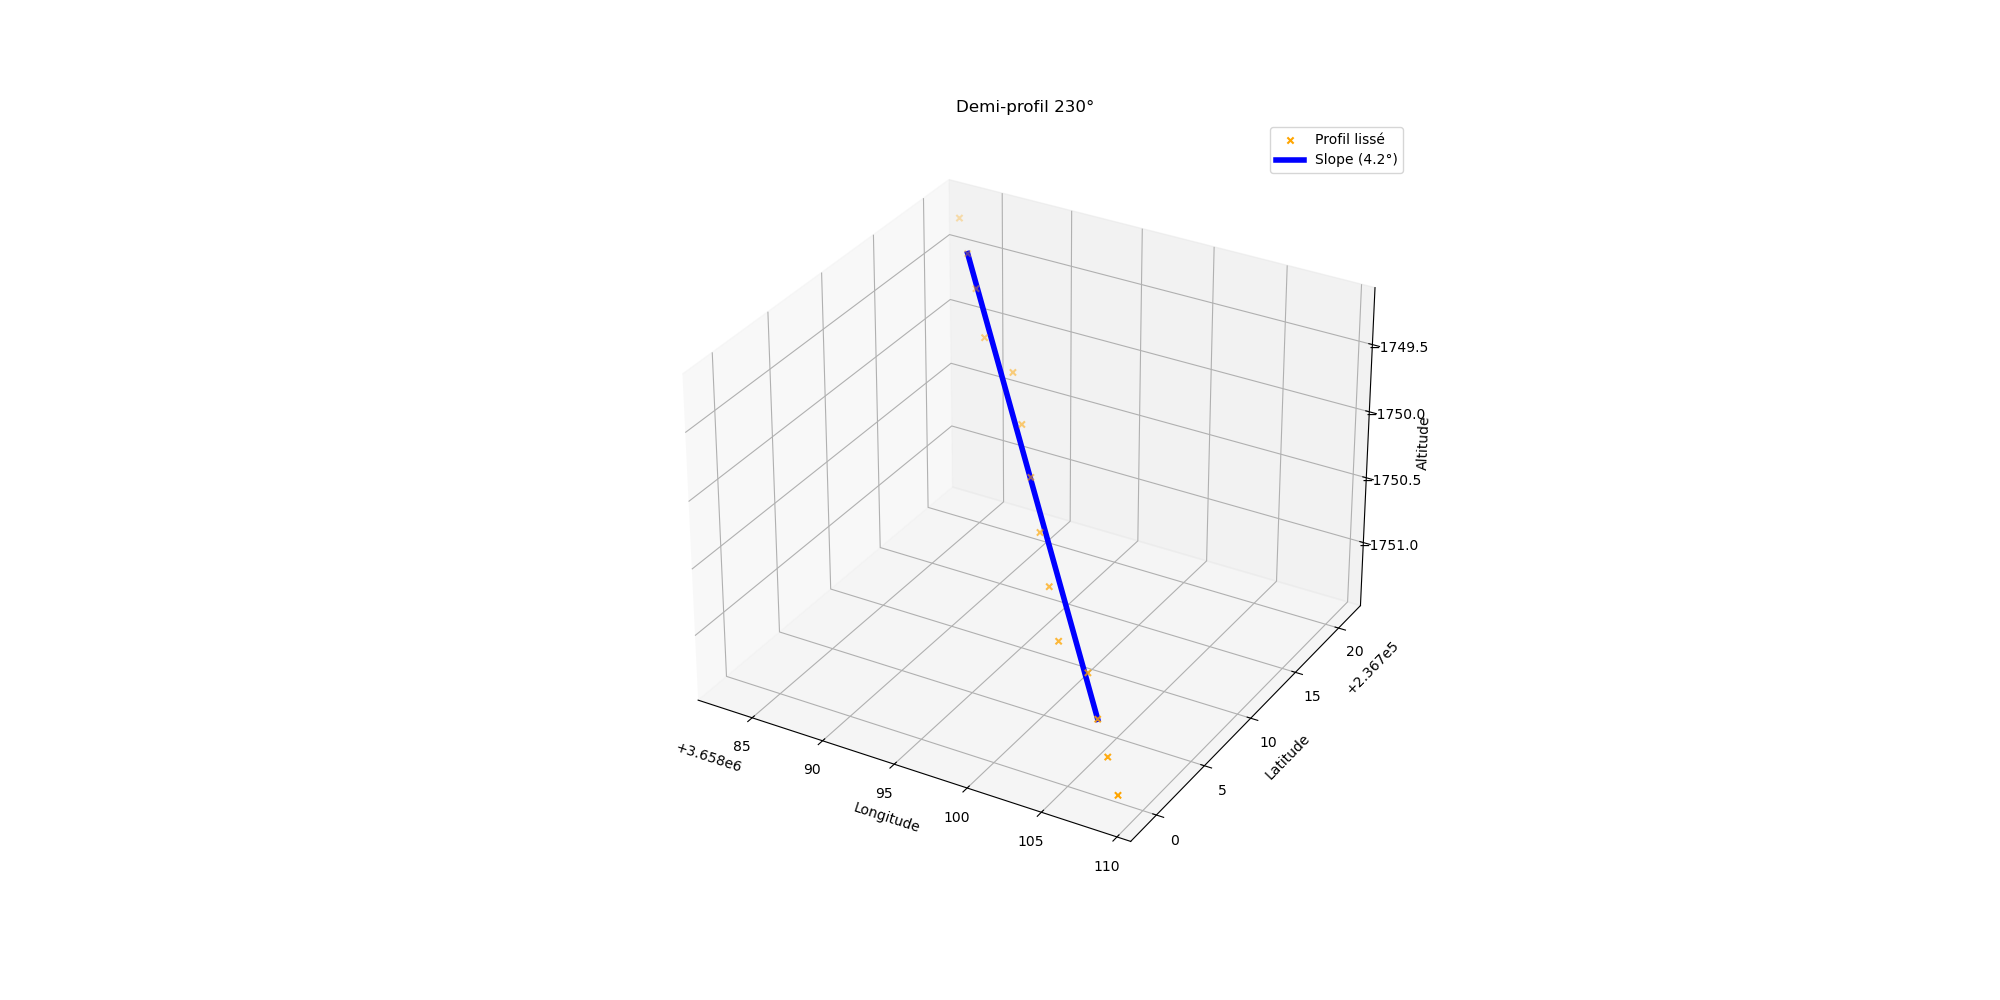 Demi-profil 230°
Profil lissé
Slope (4.2°)
−1749.5
−1750.0
−1750.5
−1751.0
Altitude
20
15
10
5
0
+2.367e5
Latitude
85
90
95
100
105
110
+3.658e6
Longitude